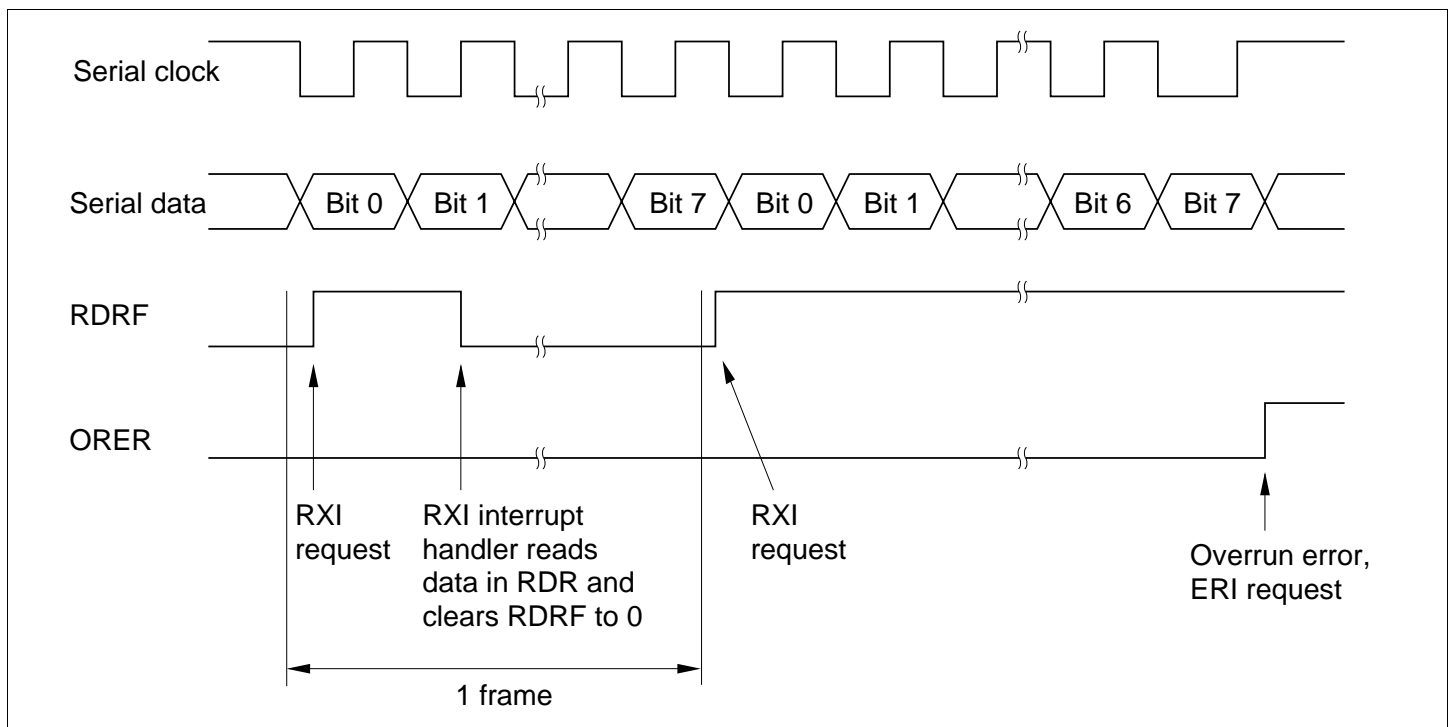 Serial clock
Serial data
Bit 0
Bit 1
Bit 7
Bit 0
Bit 1
Bit 6
Bit 7
RDRF
ORER
RXI
request
RXI interrupt
handler reads
data in RDR and
clears RDRF to 0
RXI
request
Overrun error,
ERI request
1 frame